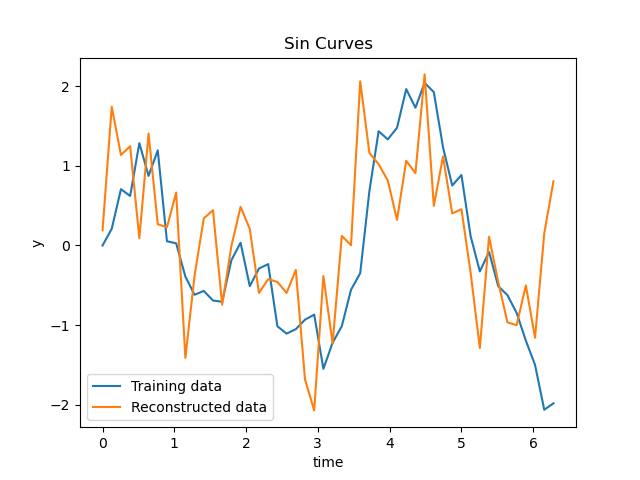 Sin Curves
y
2
1
0
−1
−2
Training data
Reconstructed data
0 1 2 3 4 5 6
time